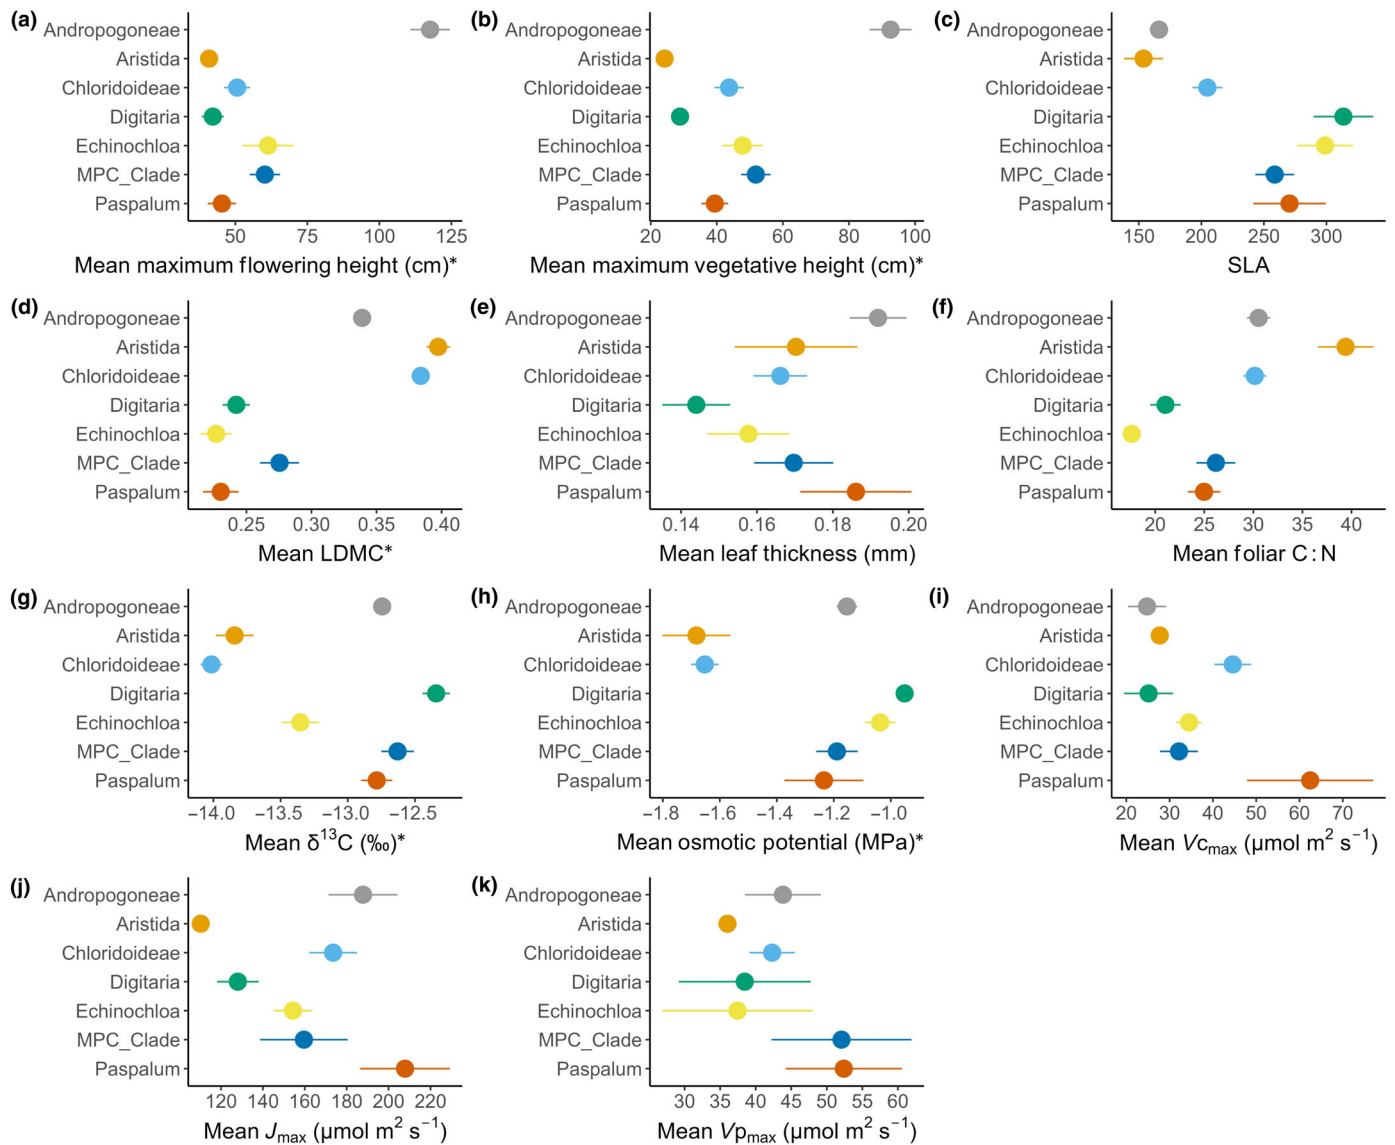 (a)
Andropogoneae
Aristida
Chloridoideae
Digitaria
Echinochloa
MPC_Clade
Paspalum
50 75 100 125
Mean maximum flowering height (cm)*
(b)
Andropogoneae
Aristida
Chloridoideae
Digitaria
Echinochloa
MPC_Clade
Paspalum
20 40 60 80 100
Mean maximum vegetative height (cm)*
(c)
Andropogoneae
Aristida
Chloridoideae
Digitaria
Echinochloa
MPC_Clade
Paspalum
150 200 250 300
SLA
(d)
Andropogoneae
Aristida
Chloridoideae
Digitaria
Echinochloa
MPC_Clade
Paspalum
0.25 0.30 0.35 0.40
Mean LDMC*
(e)
Andropogoneae
Aristida
Chloridoideae
Digitaria
Echinochloa
MPC_Clade
Paspalum
0.14 0.16 0.18 0.20
Mean leaf thickness (mm)
(f)
Andropogoneae
Aristida
Chloridoideae
Digitaria
Echinochloa
MPC_Clade
Paspalum
20 25 30 35 40
Mean foliar C : N
(g)
Andropogoneae
Aristida
Chloridoideae
Digitaria
Echinochloa
MPC_Clade
Paspalum
−14.0 −13.5 −13.0 −12.5
Mean δ¹³C (‰)*
(h)
Andropogoneae
Aristida
Chloridoideae
Digitaria
Echinochloa
MPC_Clade
Paspalum
−1.8 −1.6 −1.4 −1.2 −1.0
Mean osmotic potential (MPa)*
(i)
Andropogoneae
Aristida
Chloridoideae
Digitaria
Echinochloa
MPC_Clade
Paspalum
20 30 40 50 60 70
Mean Vcmax (μmol m² s⁻¹)
(j)
Andropogoneae
Aristida
Chloridoideae
Digitaria
Echinochloa
MPC_Clade
Paspalum
120 140 160 180 200 220
Mean Jmax (μmol m² s⁻¹)
(k)
Andropogoneae
Aristida
Chloridoideae
Digitaria
Echinochloa
MPC_Clade
Paspalum
30 35 40 45 50 55 60
Mean Vpmax (μmol m² s⁻¹)